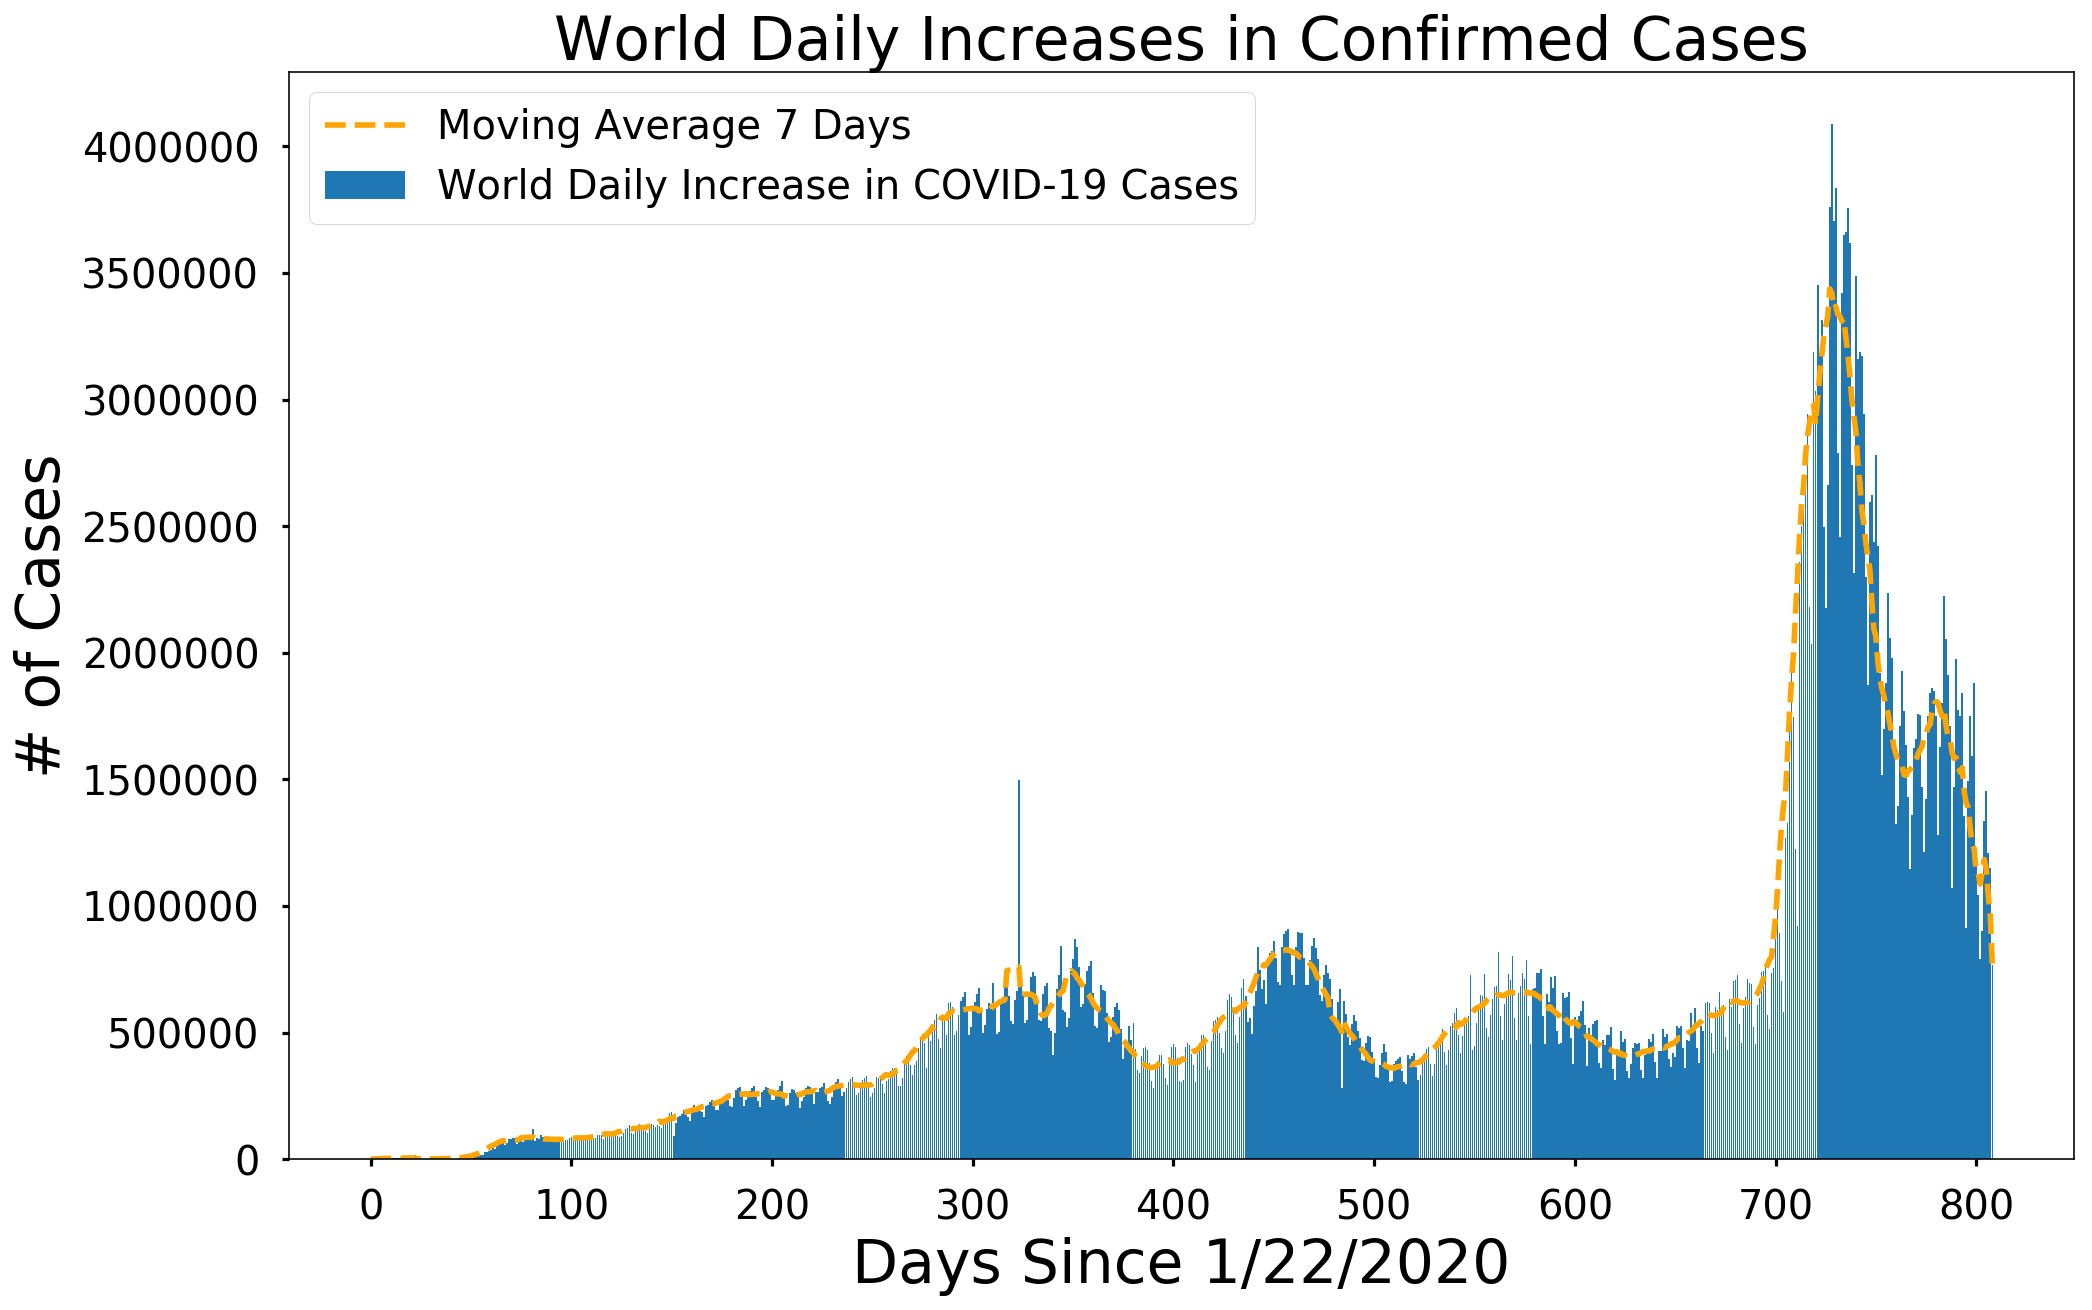 World Daily Increases in Confirmed Cases
Moving Average 7 Days
World Daily Increase in COVID-19 Cases
# of Cases
4000000
3500000
3000000
2500000
2000000
1500000
1000000
500000
0
0 100 200 300 400 500 600 700 800
Days Since 1/22/2020